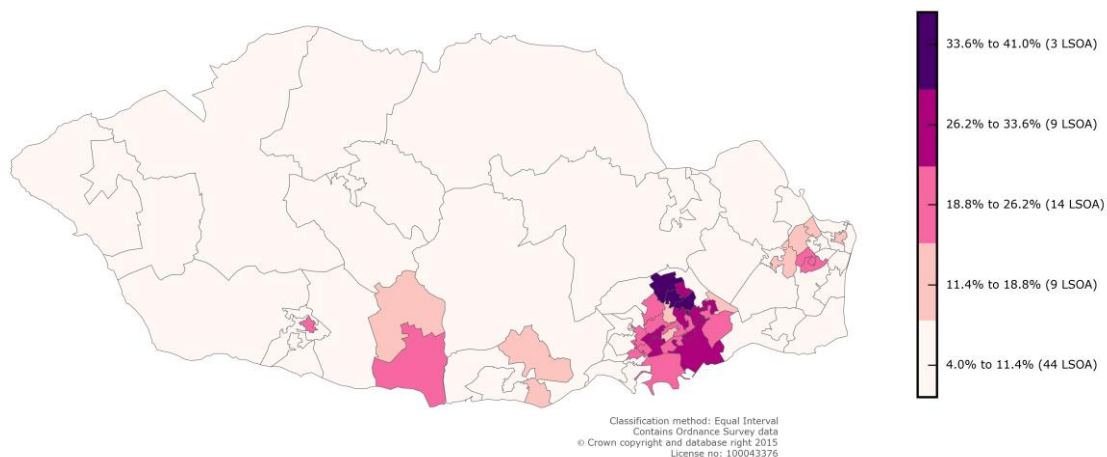 33.6% to 41.0% (3 LSOA)
26.2% to 33.6% (9 LSOA)
18.8% to 26.2% (14 LSOA)
11.4% to 18.8% (9 LSOA)
4.0% to 11.4% (44 LSOA)
Classification method: Equal Interval
Contains Ordnance Survey data
© Crown copyright and database right 2015
License no: 100043376